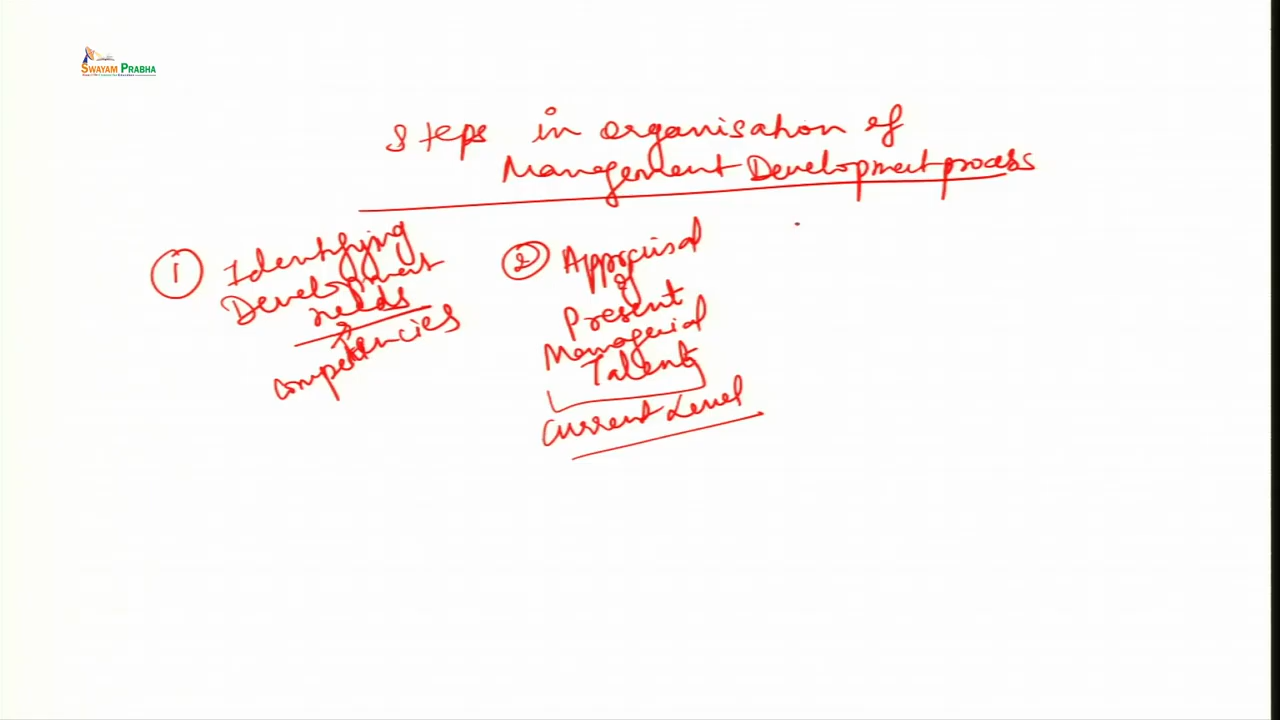 SWAYAM PRABHA
Steps in organisation of
Management Development process
① Identifying
Development
needs
competencies
② Appraisal
of
Present
Managerial
Talent
Current Level